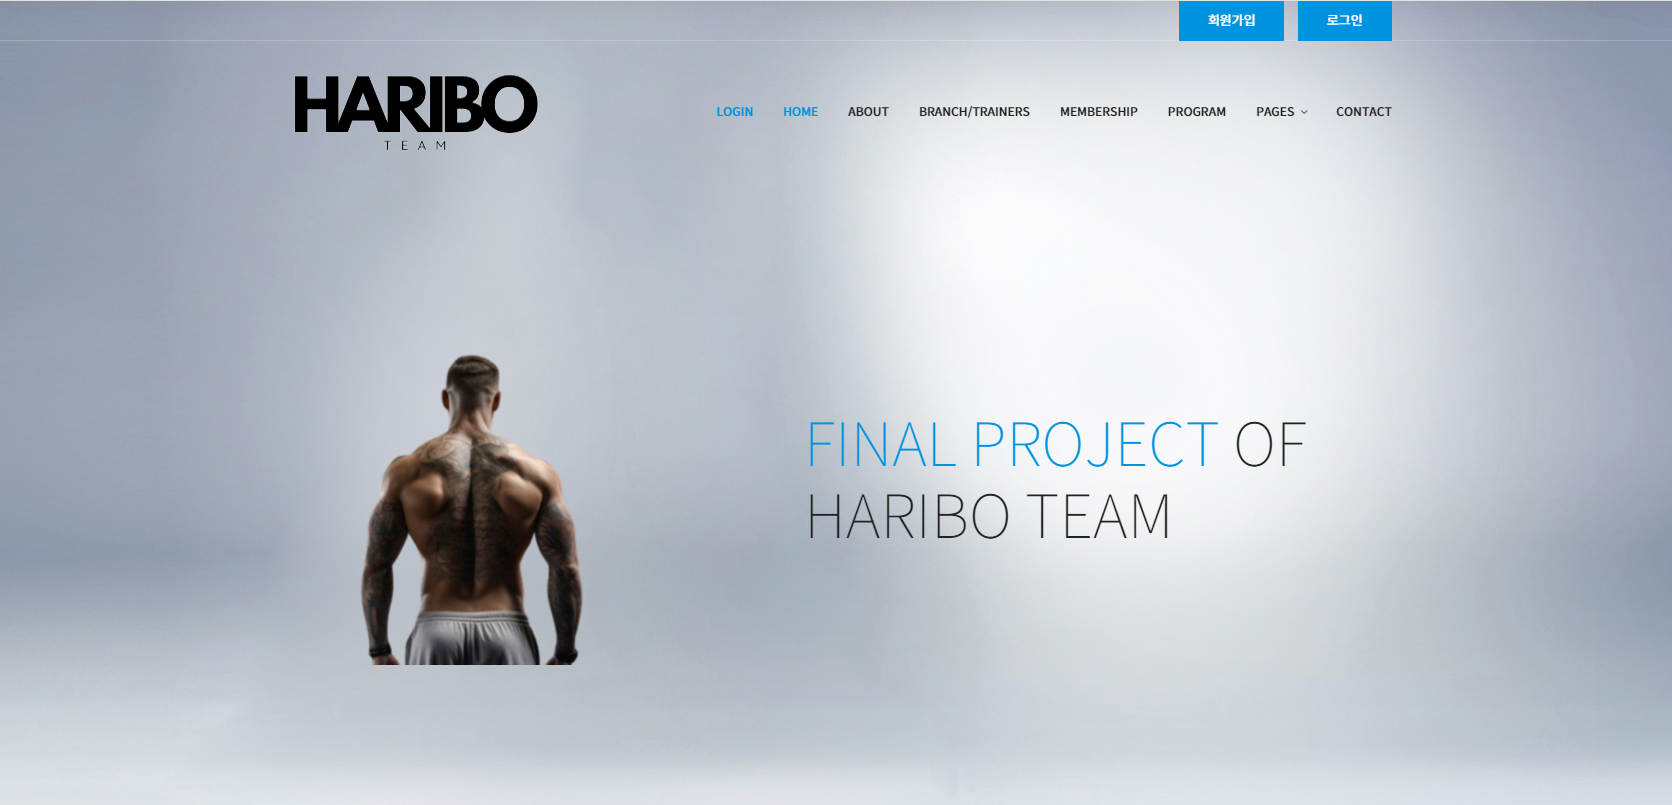 회원가입 로그인
HARIBO
TEAM
LOGIN HOME ABOUT BRANCH/TRAINERS MEMBERSHIP PROGRAM PAGES CONTACT
FINAL PROJECT OF
HARIBO TEAM